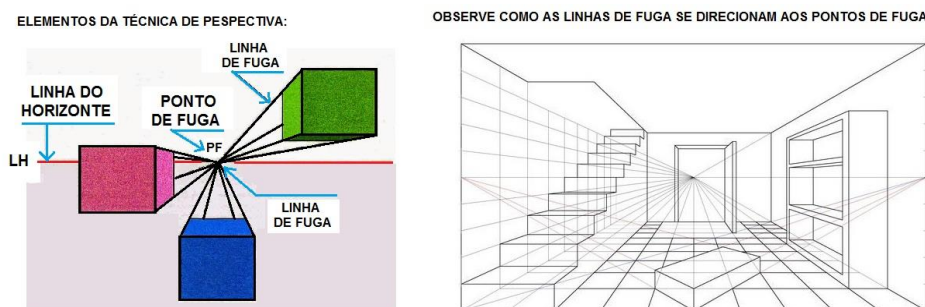 ELEMENTOS DA TÉCNICA DE PESPECTIVA:
OBSERVE COMO AS LINHAS DE FUGA SE DIRECIONAM AOS PONTOS DE FUGA
LINHA
DE FUGA
LINHA DO
HORIZONTE
PONTO
DE FUGA
PF
LH
LINHA
DE FUGA